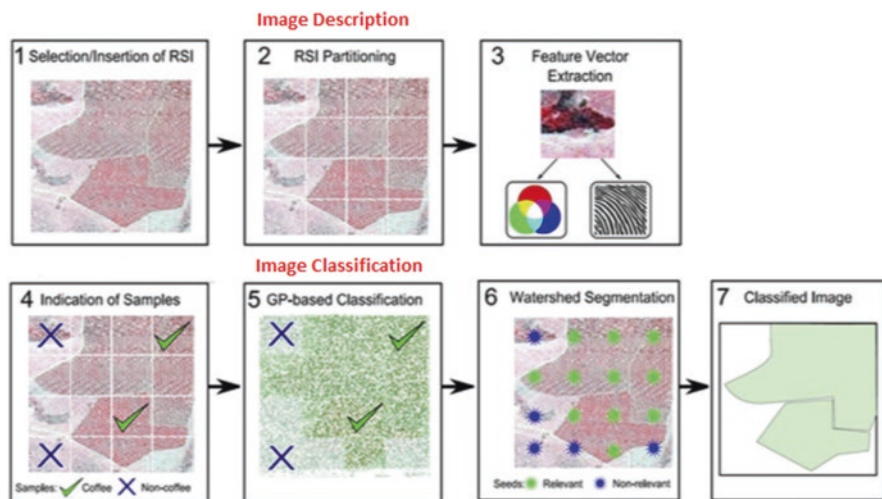 Image Description
1 Selection/Insertion of RSI
2 RSI Partitioning
3 Feature Vector
Extraction
Image Classification
4 Indication of Samples
Samples: Coffee Non-coffee
5 GP-based Classification
6 Watershed Segmentation
Seeds: Relevant Non-relevant
7 Classified Image